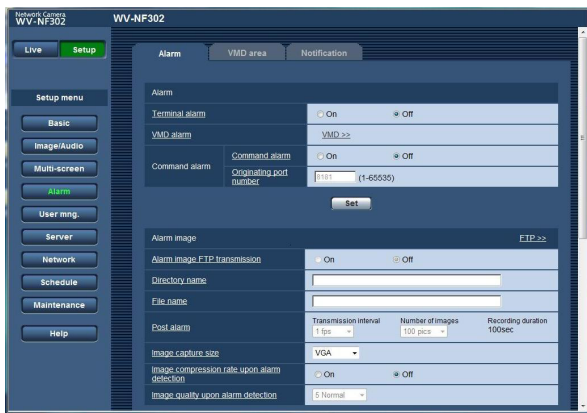 Network Camera
WV-NF302
WV-NF302
Live Setup
Setup menu
Basic
Image/Audio
Multi-screen
Alarm
User mng.
Server
Network
Schedule
Maintenance
Help
Alarm VMD area Notification
Alarm
Terminal alarm On Off
VMD alarm VMD >>
Command alarm Command alarm On Off
Originating port number 8181 (1-65535)
Set
Alarm image FTP >>
Alarm image FTP transmission On Off
Directory name
File name
Post alarm Transmission interval Number of images Recording duration
1 fps 100 pics 100sec
Image capture size VGA
Image compression rate upon alarm detection On Off
Image quality upon alarm detection 5 Normal